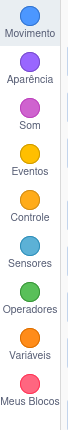 Movimento
Aparência
Som
Eventos
Controle
Sensores
Operadores
Variáveis
Meus Blocos